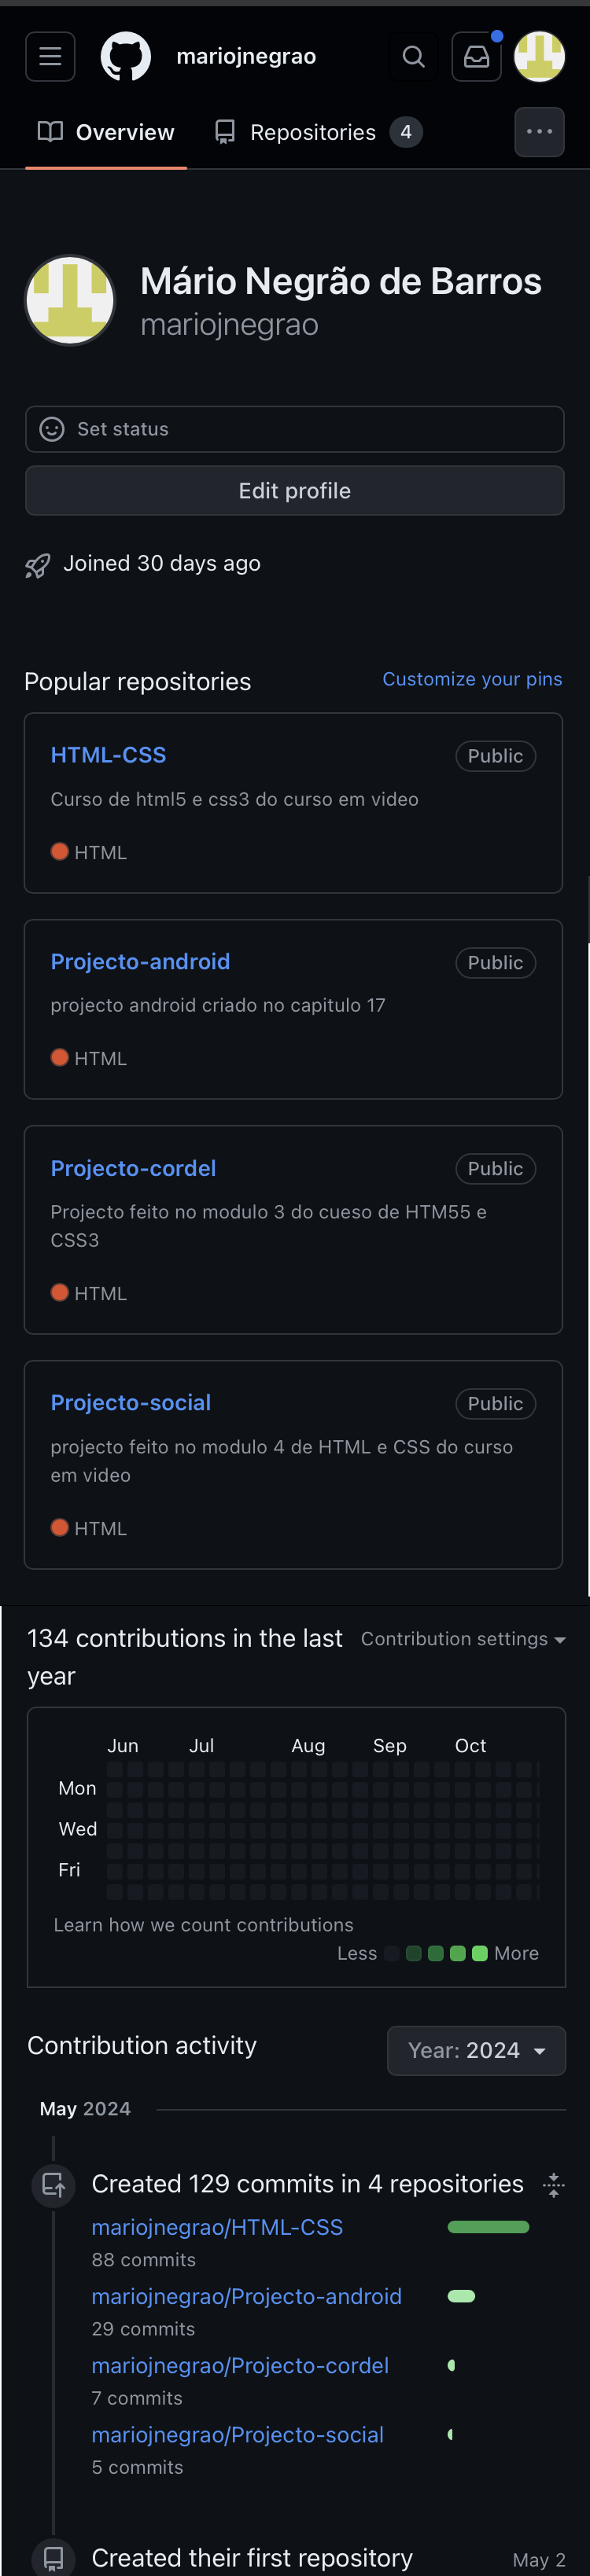 mariojnegrao
Overview
Repositories 4
Mário Negrão de Barros
mariojnegrao
Set status
Edit profile
Joined 30 days ago
Popular repositories
Customize your pins
HTML-CSS
Public
Curso de html5 e css3 do curso em video
HTML
Projecto-android
Public
projecto android criado no capitulo 17
HTML
Projecto-cordel
Public
Projecto feito no modulo 3 do cueso de HTM55 e
CSS3
HTML
Projecto-social
Public
projecto feito no modulo 4 de HTML e CSS do curso
em video
HTML
134 contributions in the last
year
Contribution settings
Jun Jul Aug Sep Oct
Mon
Wed
Fri
Learn how we count contributions
Less More
Contribution activity
Year: 2024
May 2024
Created 129 commits in 4 repositories
mariojnegrao/HTML-CSS
88 commits
mariojnegrao/Projecto-android
29 commits
mariojnegrao/Projecto-cordel
7 commits
mariojnegrao/Projecto-social
5 commits
Created their first repository
May 2